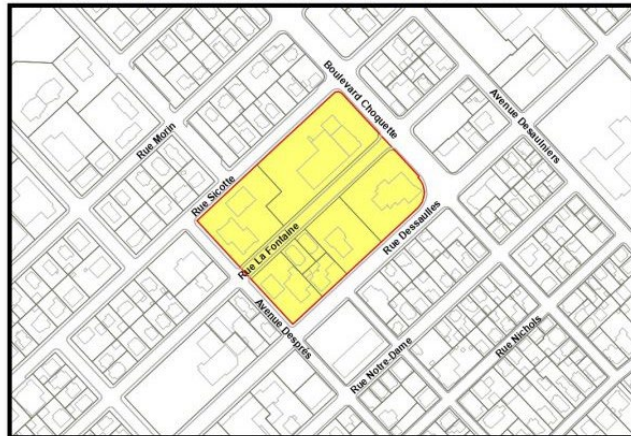 Boulevard Choquette
Avenue Desaulniers
Rue Morin
Rue Sicotte
Rue La Fontaine
Rue Dessaulles
Avenue Després
Rue Notre-Dame
Rue Nichols